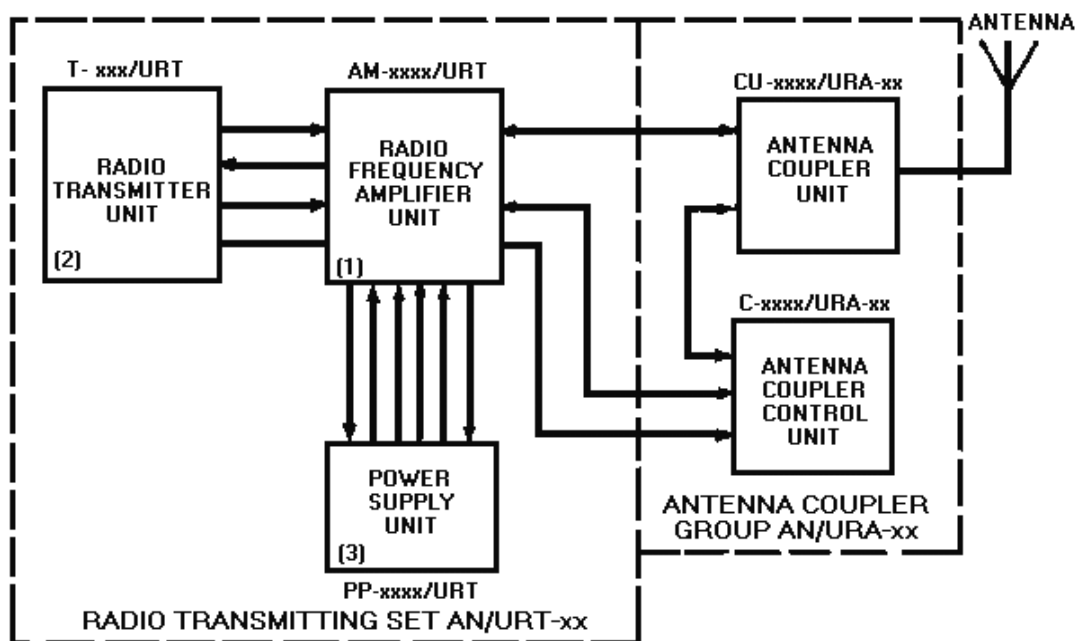 ANTENNA
T- xxx/URT
AM-xxxx/URT
CU-xxxx/URA-xx
RADIO
TRANSMITTER
UNIT
(2)
RADIO
FREQUENCY
AMPLIFIER
UNIT
(1)
ANTENNA
COUPLER
UNIT
C-xxxx/URA-xx
ANTENNA
COUPLER
CONTROL
UNIT
POWER
SUPPLY
UNIT
(3)
PP-xxxx/URT
ANTENNA COUPLER
GROUP AN/URA-xx
RADIO TRANSMITTING SET AN/URT-xx